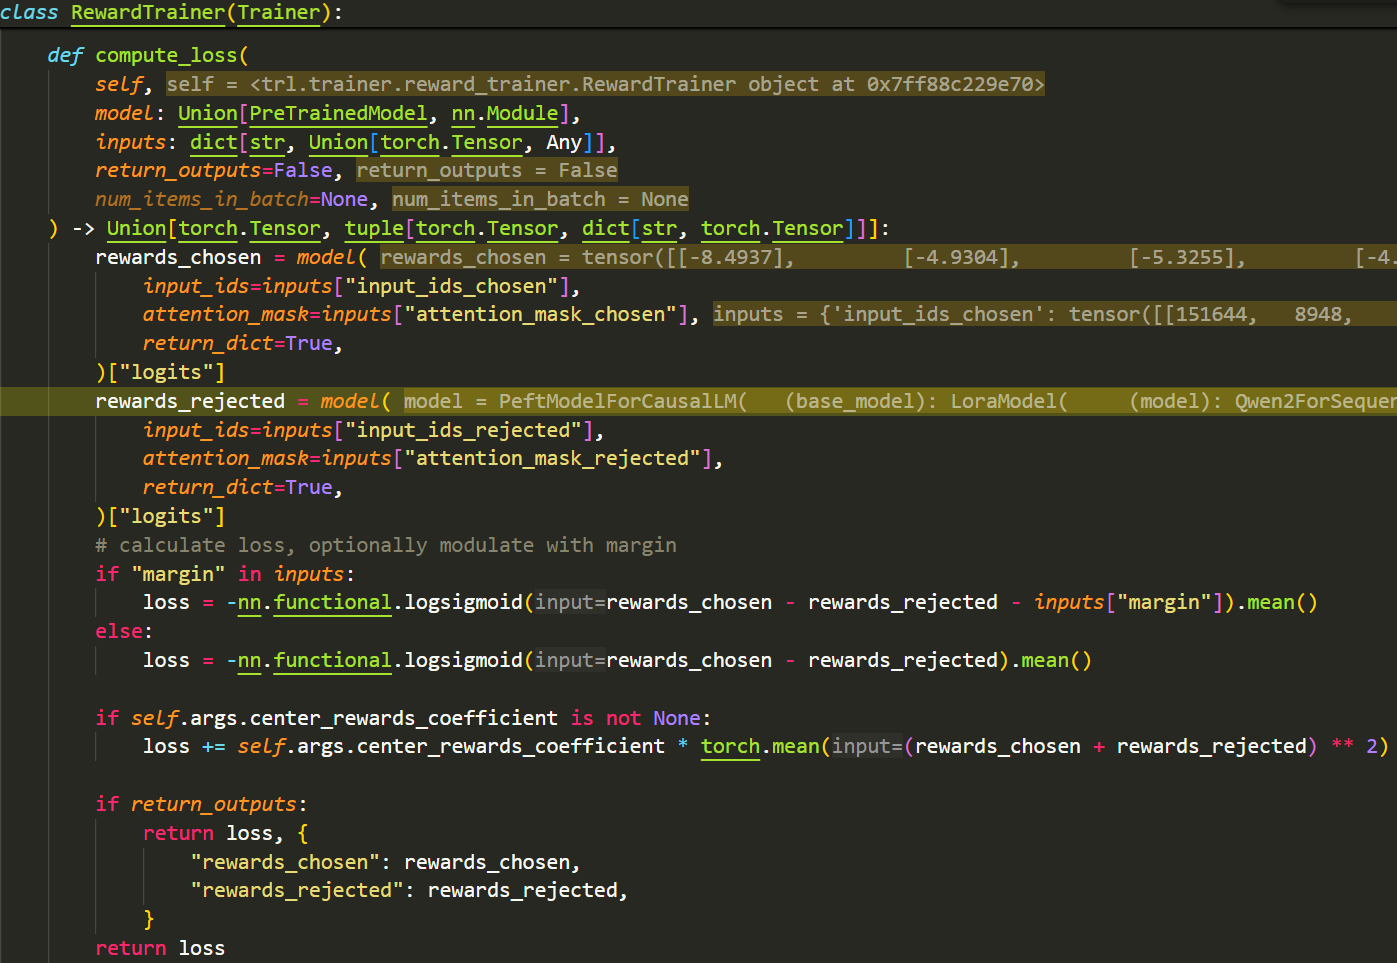 class RewardTrainer(Trainer):
    def compute_loss(
        self, self = <trl.trainer.reward_trainer.RewardTrainer object at 0x7ff88c229e70>
        model: Union[PreTrainedModel, nn.Module],
        inputs: dict[str, Union[torch.Tensor, Any]],
        return_outputs=False, return_outputs = False
        num_items_in_batch=None, num_items_in_batch = None
    ) -> Union[torch.Tensor, tuple[torch.Tensor, dict[str, torch.Tensor]]]:
        rewards_chosen = model( rewards_chosen = tensor([[-8.4937],         [-4.9304],         [-5.3255],         [-4.
            input_ids=inputs["input_ids_chosen"],
            attention_mask=inputs["attention_mask_chosen"], inputs = {'input_ids_chosen': tensor([[151644,   8948,
            return_dict=True,
        )["logits"]
        rewards_rejected = model( model = PeftModelForCausalLM(   (base_model): LoraModel(     (model): Qwen2ForSequen
            input_ids=inputs["input_ids_rejected"],
            attention_mask=inputs["attention_mask_rejected"],
            return_dict=True,
        )["logits"]
        # calculate loss, optionally modulate with margin
        if "margin" in inputs:
            loss = -nn.functional.logsigmoid(input=rewards_chosen - rewards_rejected - inputs["margin"]).mean()
        else:
            loss = -nn.functional.logsigmoid(input=rewards_chosen - rewards_rejected).mean()

        if self.args.center_rewards_coefficient is not None:
            loss += self.args.center_rewards_coefficient * torch.mean(input=(rewards_chosen + rewards_rejected) ** 2)

        if return_outputs:
            return loss, {
                "rewards_chosen": rewards_chosen,
                "rewards_rejected": rewards_rejected,
            }
        return loss